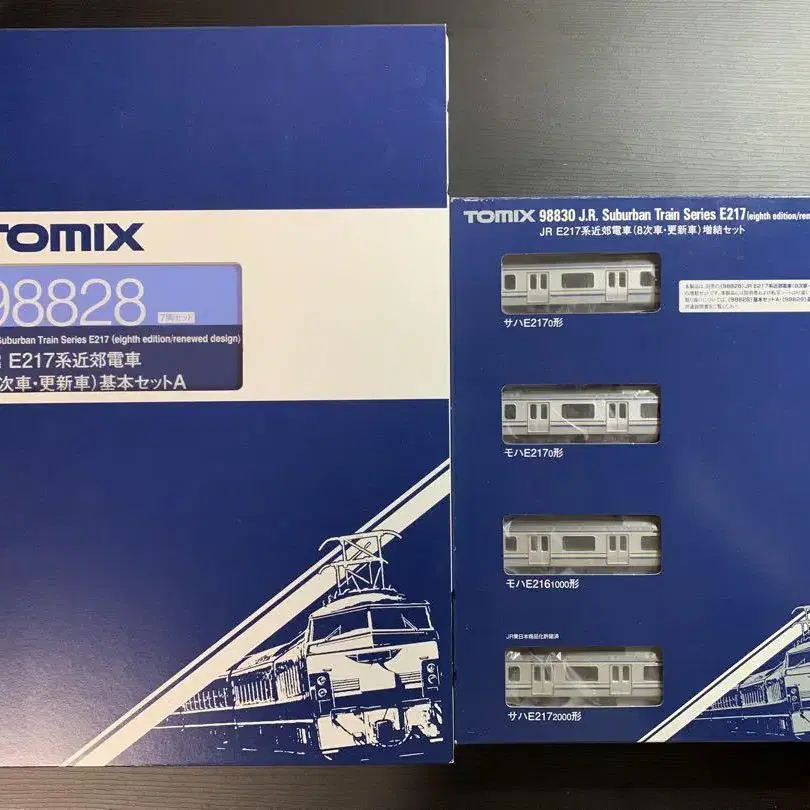 TOMIX
98828
7両セット
Suburban Train Series E217 (eighth edition/renewed design)
E217系近郊電車
次車・更新車)基本セットA
TOMIX 98830 J.R. Suburban Train Series E217 (eighth edition/rene
JR E217系近郊電車(8次車・更新車)増結セット
サハE2170形
モハE2170形
モハE2161000形
JR東日本商品化許諾済
サハE2172000形